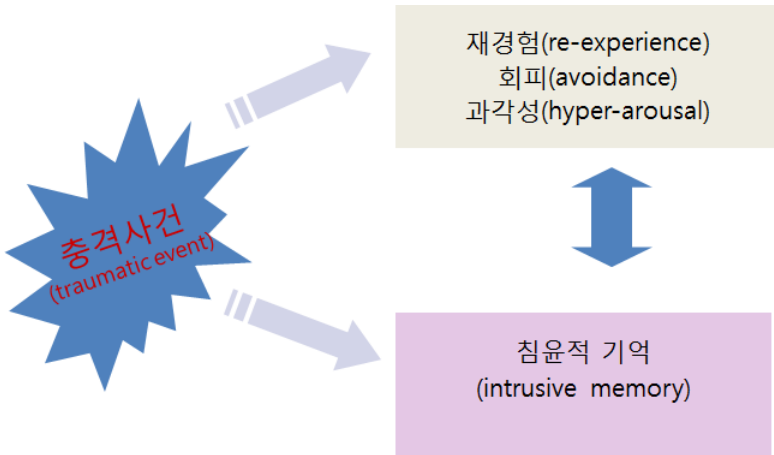 재경험(re-experience)
회피(avoidance)
과각성(hyper-arousal)
충격사건
(traumatic event)
침윤적 기억
(intrusive memory)